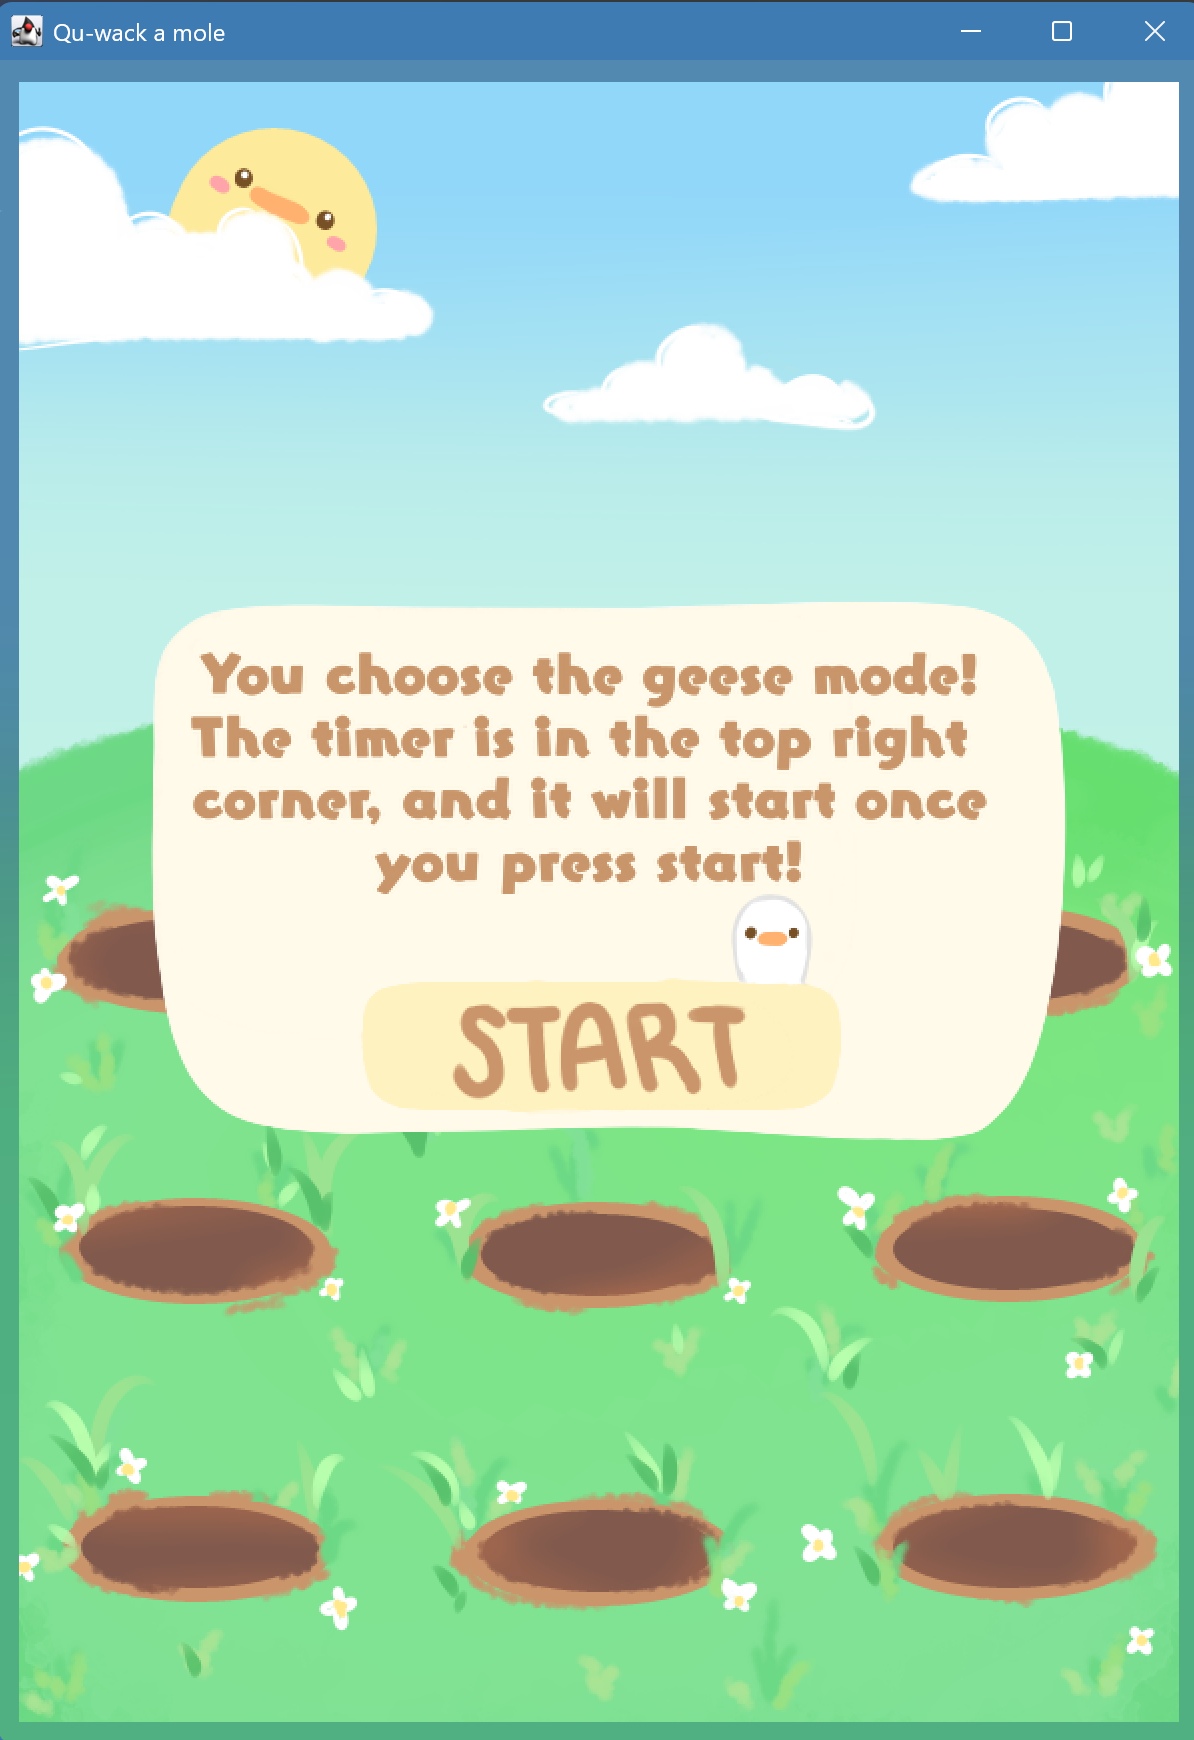 Qu-wack a mole
You choose the geese mode!
The timer is in the top right
corner, and it will start once
you press start!
START